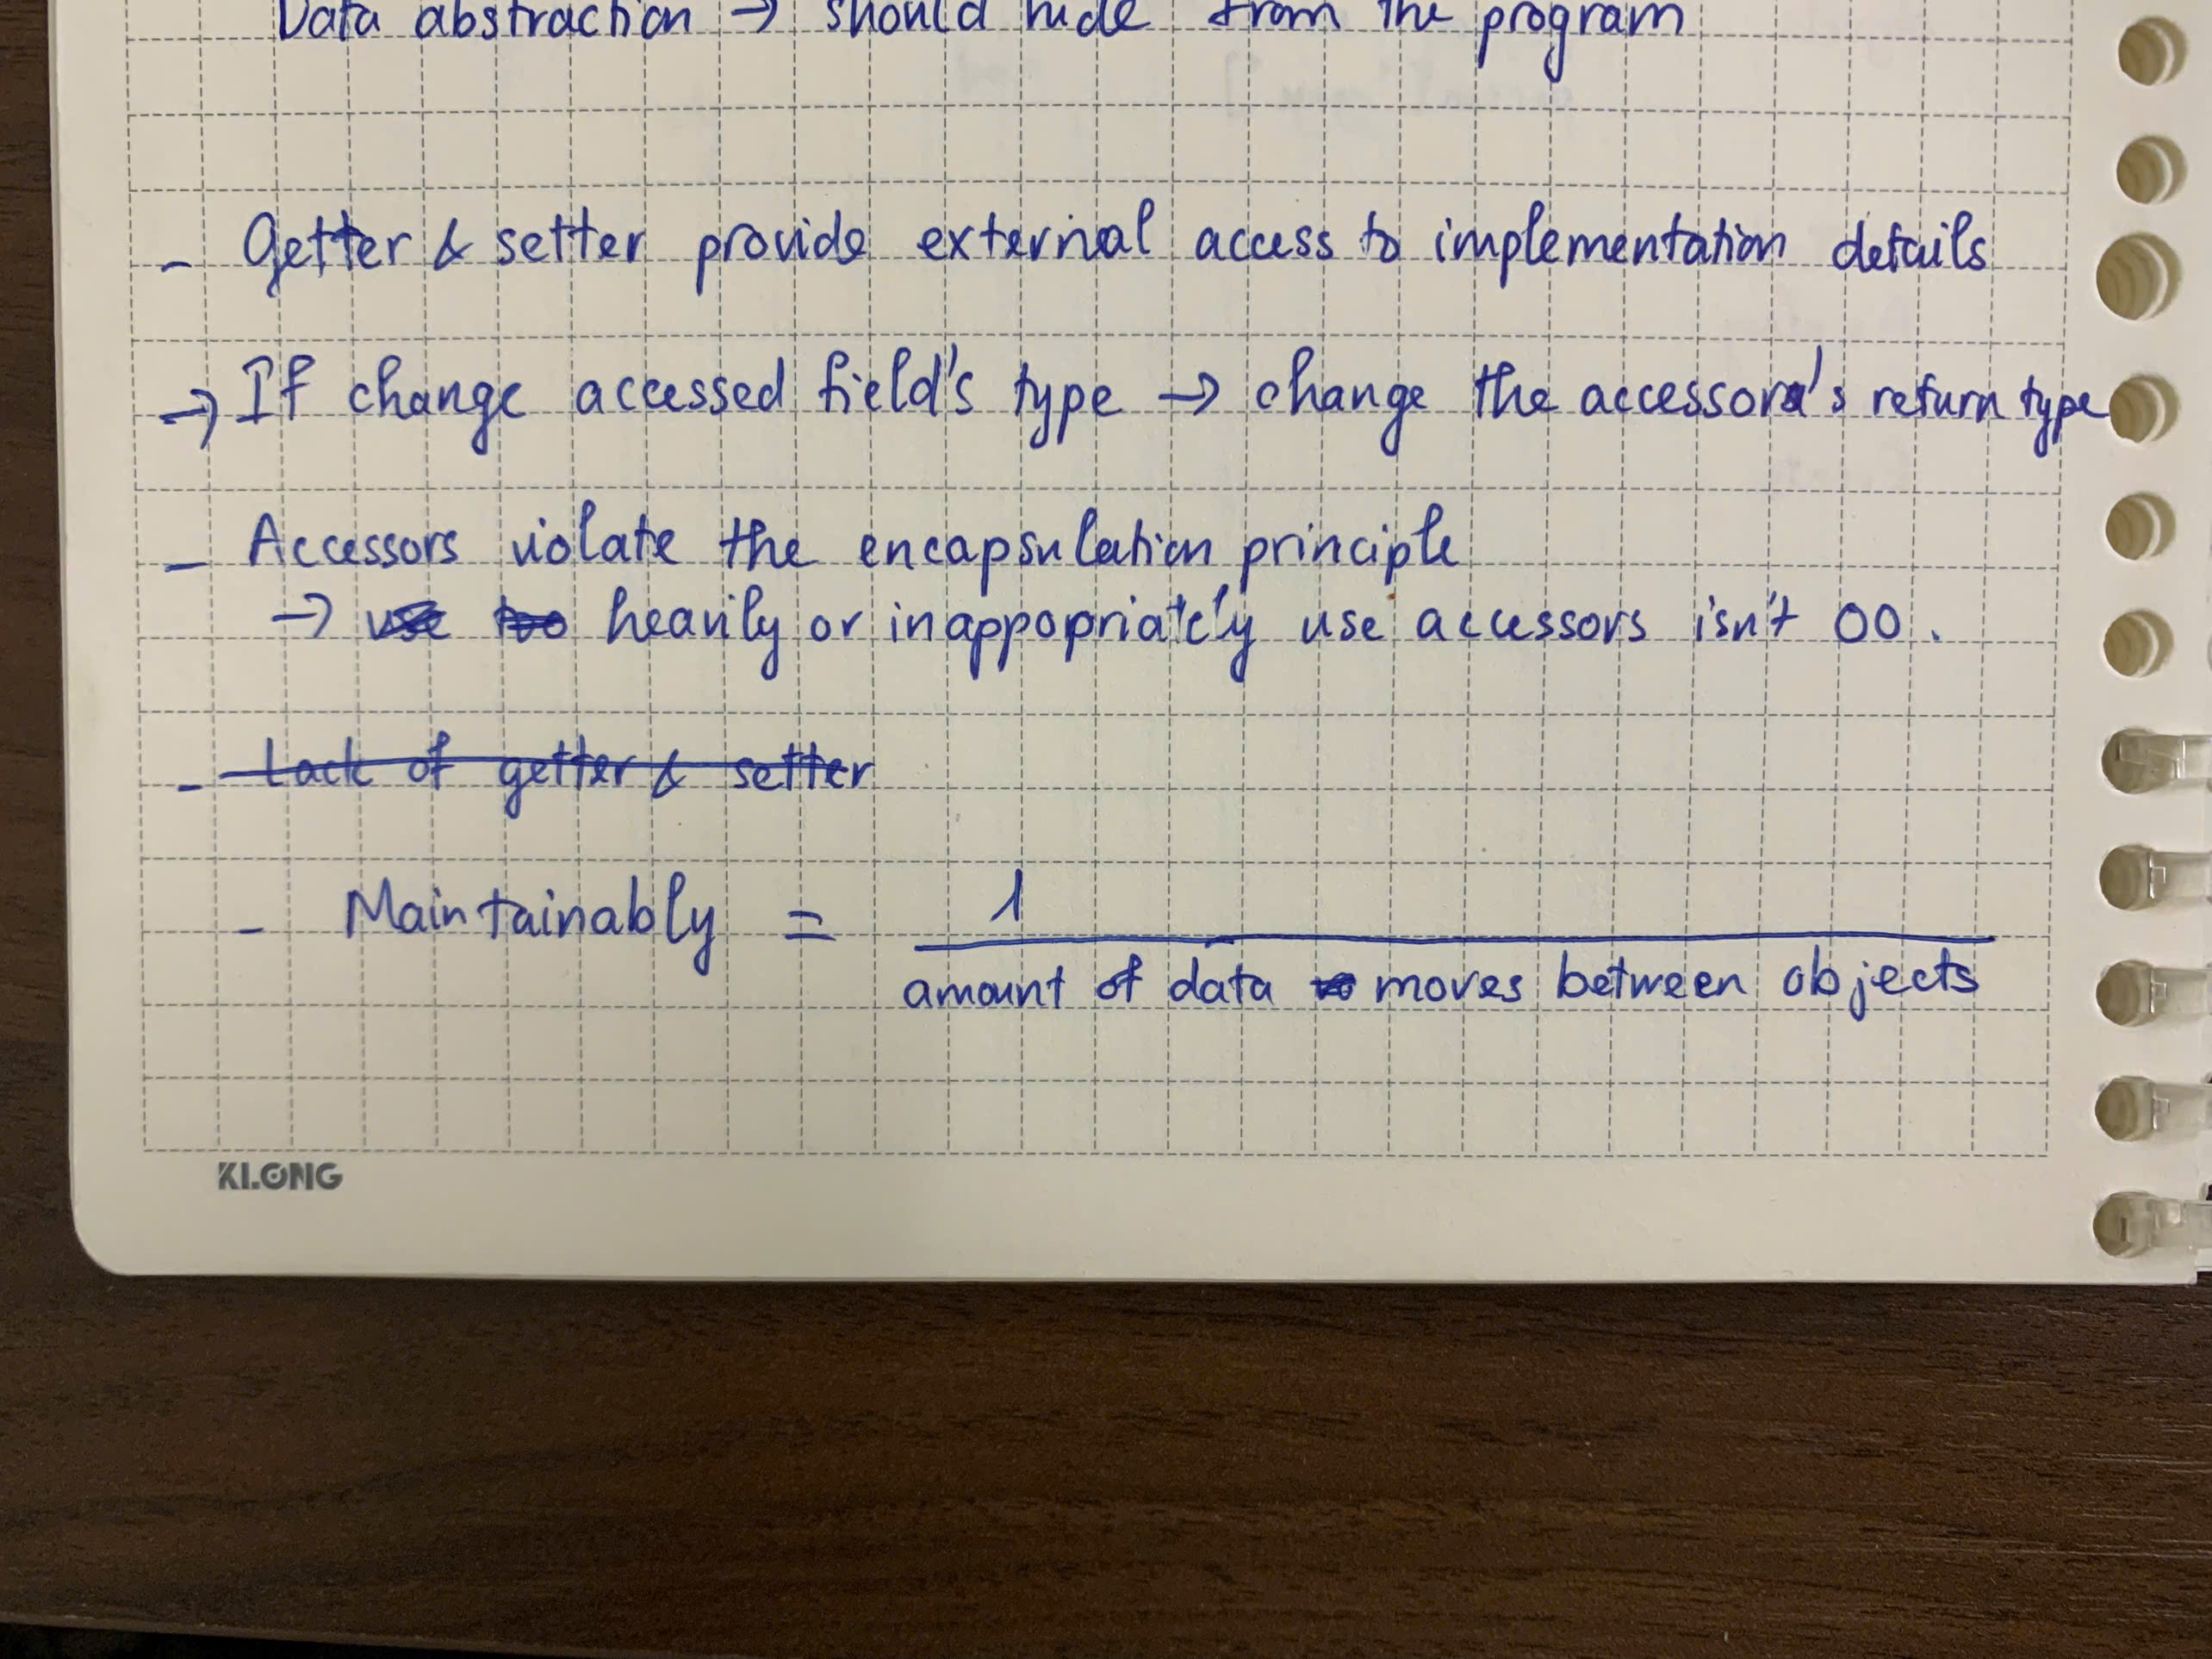 Data abstraction → should hide from the program
- Getter & setter provide external access to implementation details
→ If change accessed field's type → change the accessor's return type
- Accessors violate the encapsulation principle
→ use too heavily or inappopriately use accessors isn't OO.
- Lack of getter & setter
- Maintainably = 1
amount of data to moves between objects
KLONG